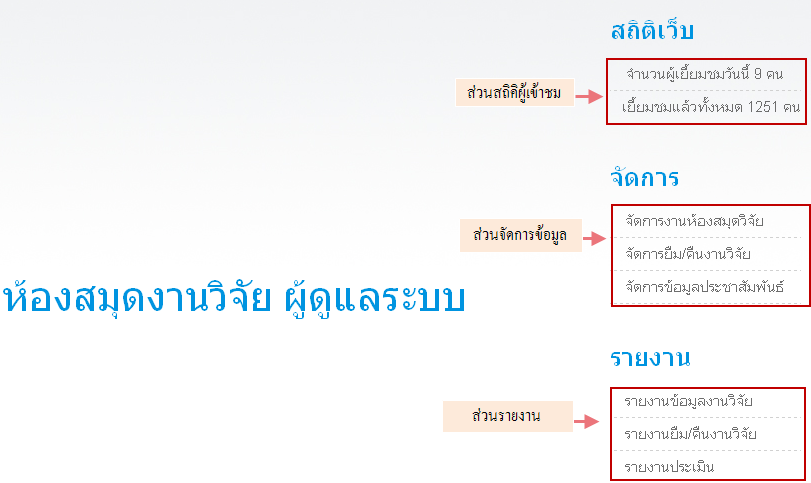 สถิติเว็บ
จำนวนผู้เยี่ยมชมวันนี้ 9 คน
ส่วนสถิติผู้เข้าชม
เยี่ยมชมแล้วทั้งหมด 1251 คน
จัดการ
จัดการงานห้องสมุดวิจัย
ส่วนจัดการข้อมูล
จัดการยืม/คืนงานวิจัย
จัดการข้อมูลประชาสัมพันธ์
ห้องสมุดงานวิจัย ผู้ดูแลระบบ
รายงาน
รายงานข้อมูลงานวิจัย
ส่วนรายงาน
รายงานยืม/คืนงานวิจัย
รายงานประเมิน